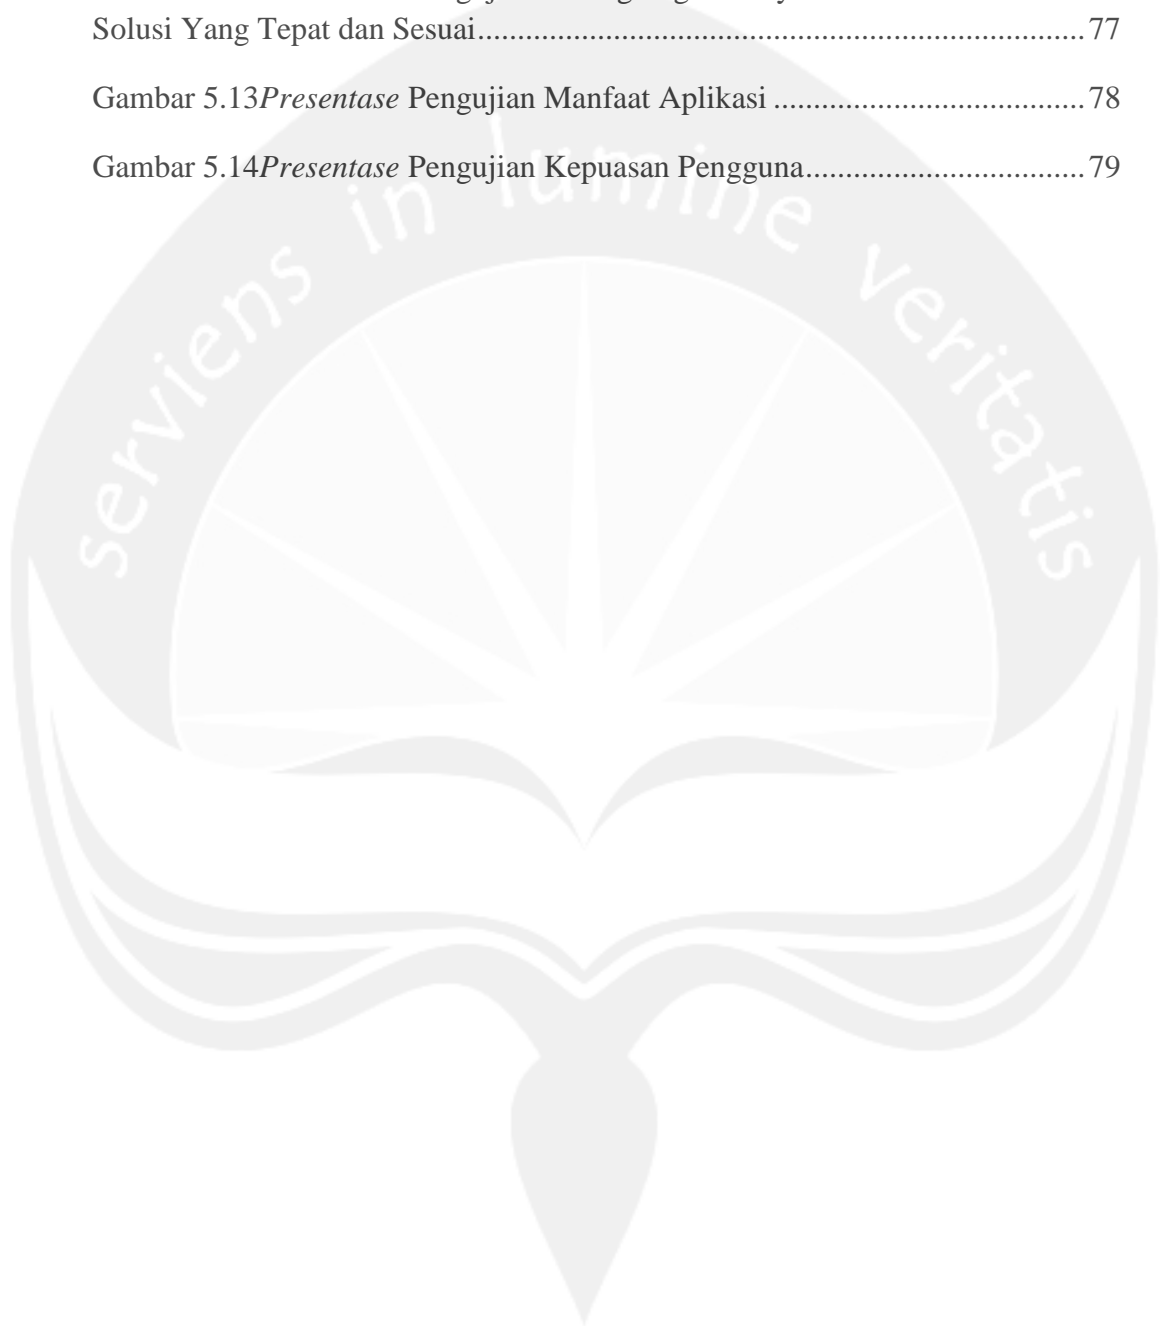 Solusi Yang Tepat dan Sesuai............................................................................77
Gambar 5.13Presentase Pengujian Manfaat Aplikasi.......................................78
Gambar 5.14Presentase Pengujian Kepuasan Pengguna...................................79
serviens in lumine veritatis